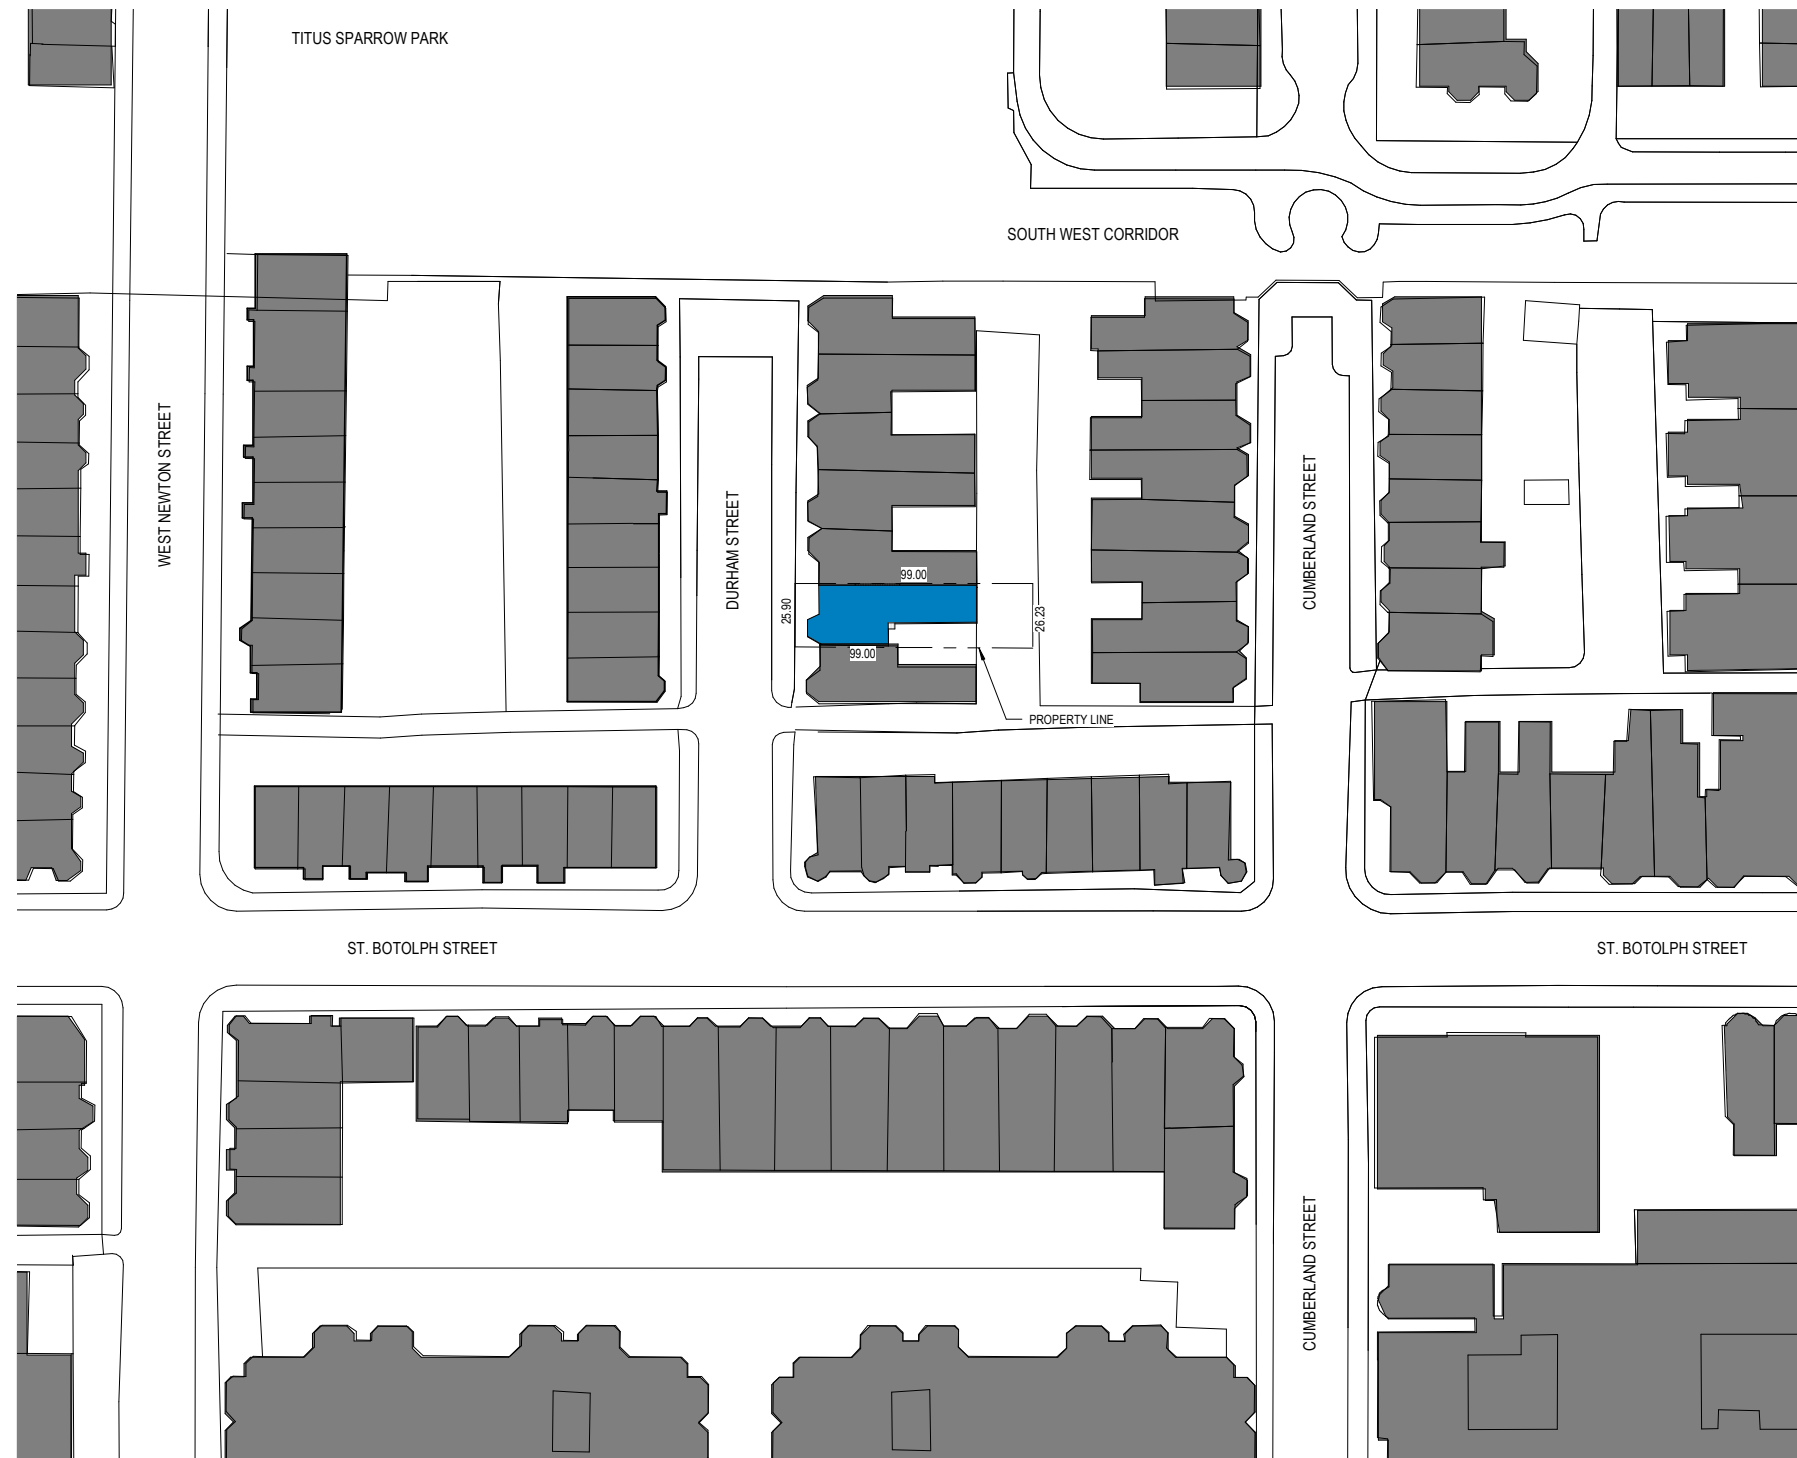 TITUS SPARROW PARK
SOUTH WEST CORRIDOR
WEST NEWTON STREET
DURHAM STREET
CUMBERLAND STREET
99.00
25.90
26.23
99.00
PROPERTY LINE
ST. BOTOLPH STREET
ST. BOTOLPH STREET
CUMBERLAND STREET